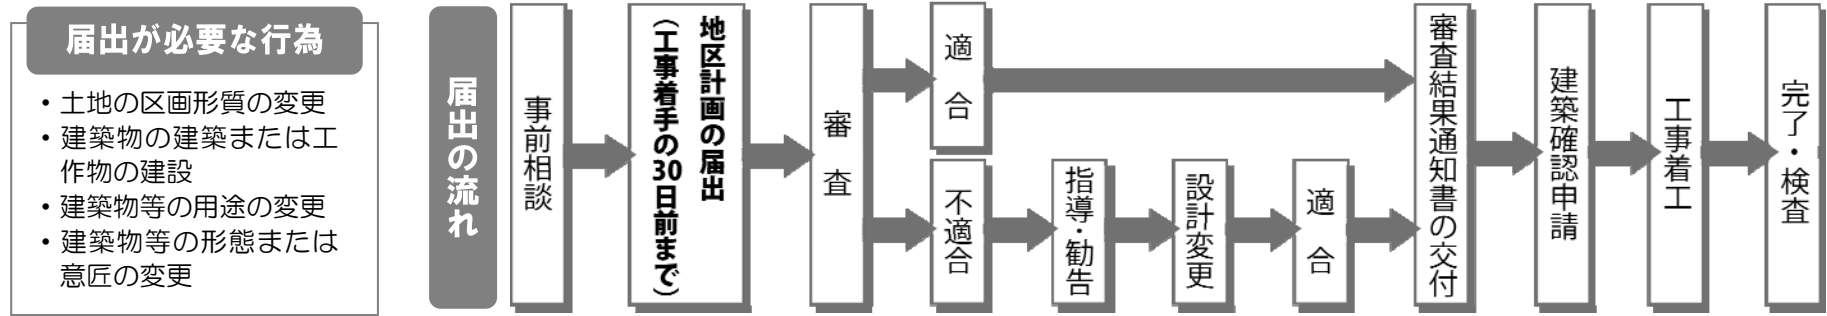 届出が必要な行為
・土地の区画形質の変更
・建築物の建築または工
作物の建設
・建築物等の用途の変更
・建築物等の形態または
意匠の変更
届出の流れ
事前相談
地区計画の届出
(工事着手の30日前まで)
審査
適合
不適合
指導・勧告
設計変更
適合
審査結果通知書の交付
建築確認申請
工事着工
完了・検査